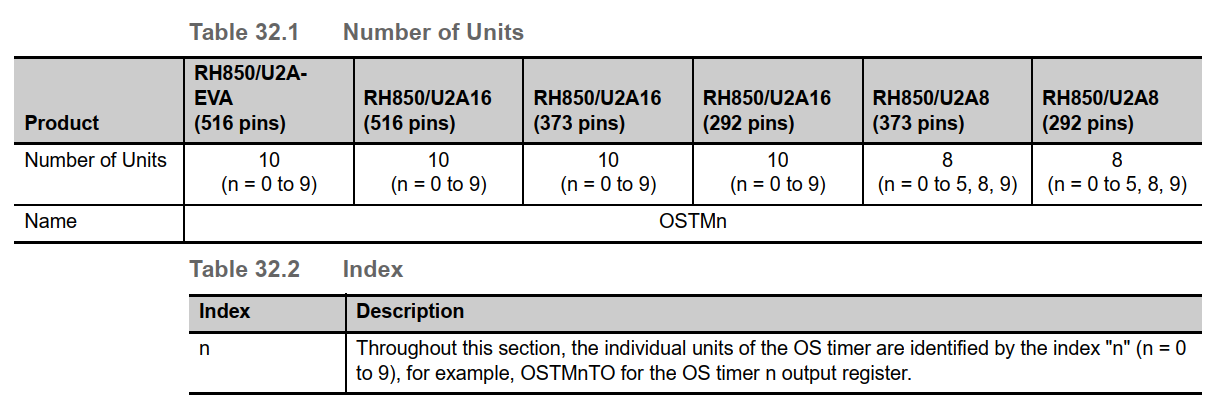 Table 32.1 Number of Units
Product
RH850/U2A-
EVA
(516 pins)
RH850/U2A16
(516 pins)
RH850/U2A16
(373 pins)
RH850/U2A16
(292 pins)
RH850/U2A8
(373 pins)
RH850/U2A8
(292 pins)
Number of Units
10
(n = 0 to 9)
10
(n = 0 to 9)
10
(n = 0 to 9)
10
(n = 0 to 9)
8
(n = 0 to 5, 8, 9)
8
(n = 0 to 5, 8, 9)
Name
OSTMn
Table 32.2 Index
Index Description
n
Throughout this section, the individual units of the OS timer are identified by the index "n" (n = 0
to 9), for example, OSTMnTO for the OS timer n output register.